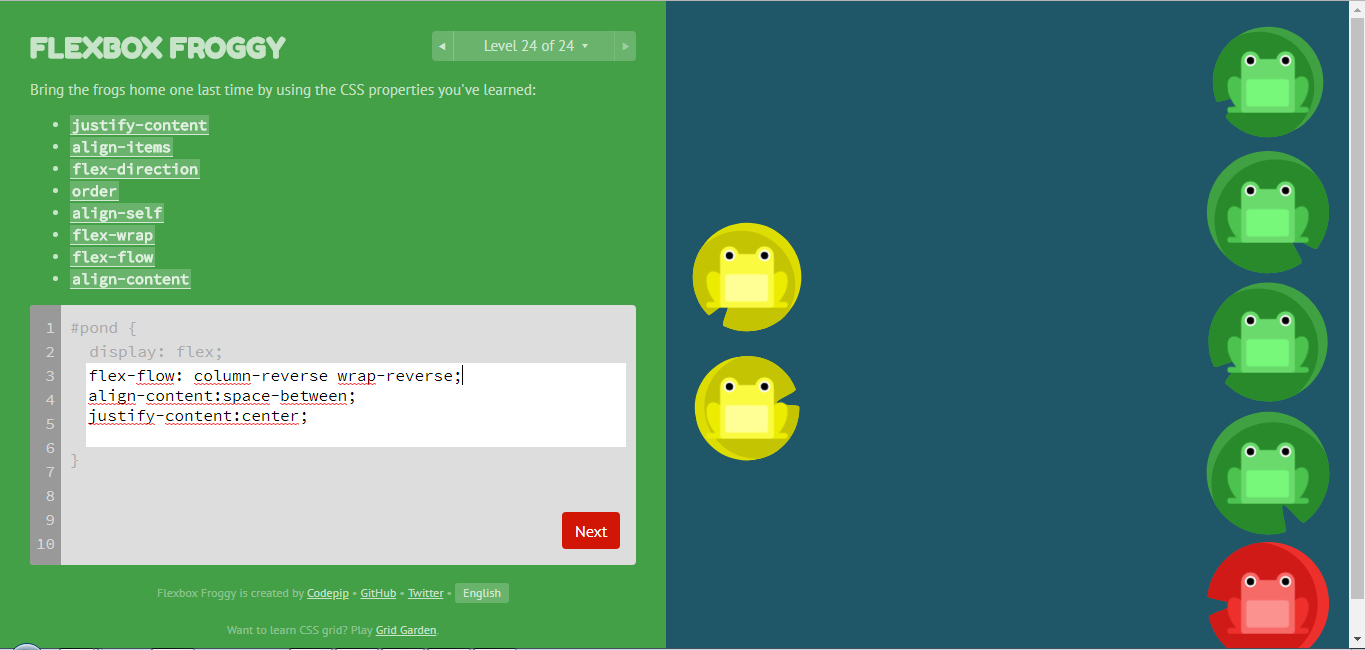 FLEXBOX FROGGY
◀ Level 24 of 24 ▾ ▶
Bring the frogs home one last time by using the CSS properties you've learned:
• justify-content
• align-items
• flex-direction
• order
• align-self
• flex-wrap
• flex-flow
• align-content
1 #pond {
2 display: flex;
3 flex-flow: column-reverse wrap-reverse;
4 align-content:space-between;
5 justify-content:center;
6
7 }
8
9
10
Next
Flexbox Froggy is created by Codepip • GitHub • Twitter • English
Want to learn CSS grid? Play Grid Garden.